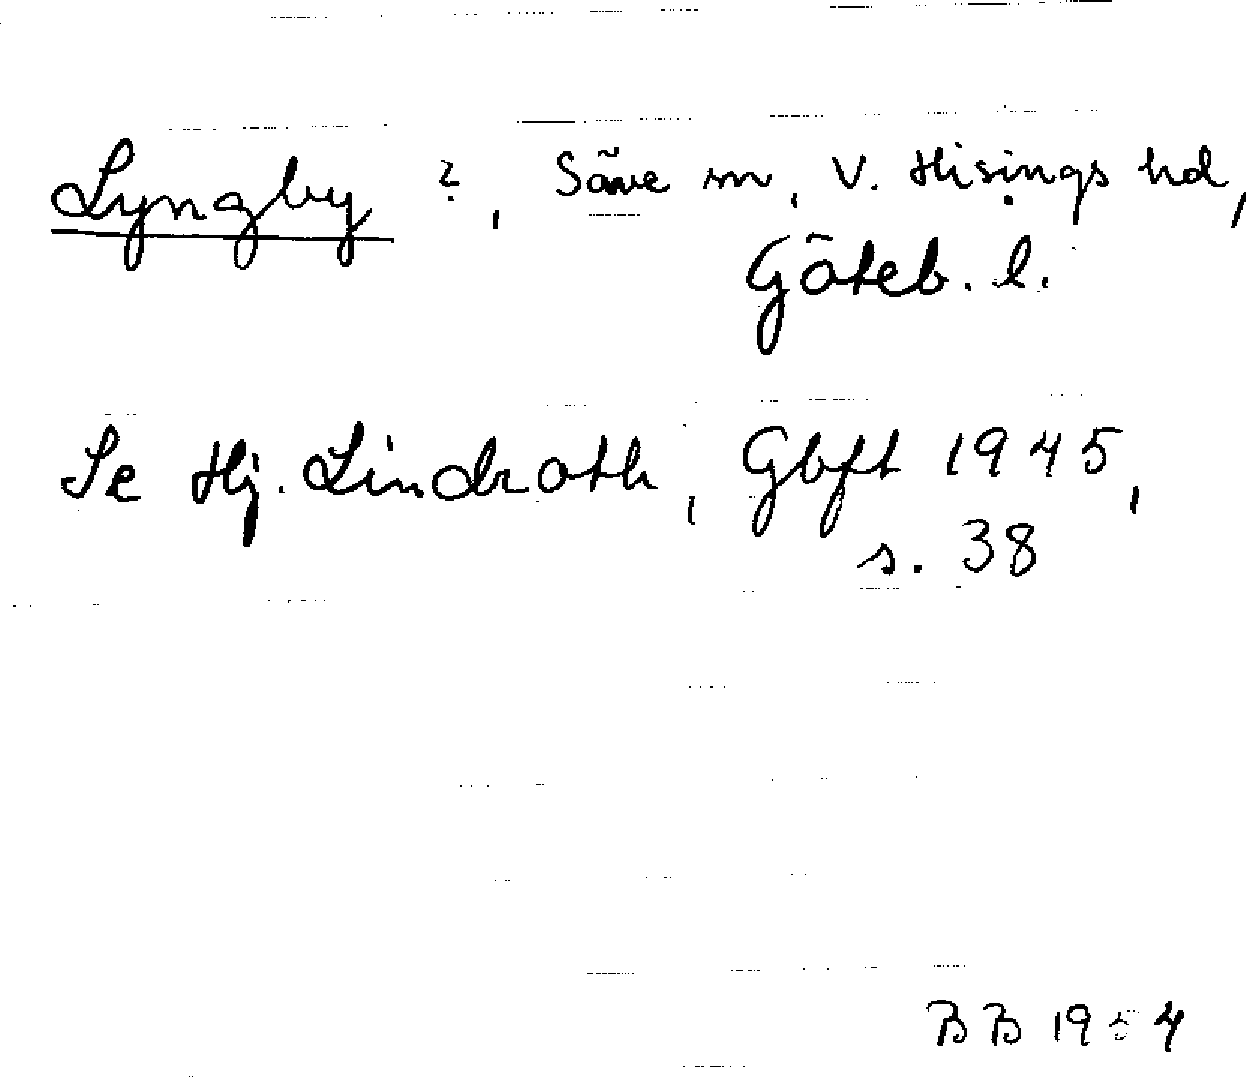 Lyngby ?, Säve sn, V. Hisings hd,
Göteb. l.
Se Hj. Lindroth, Gbft 1945,
s. 38
BB 1954